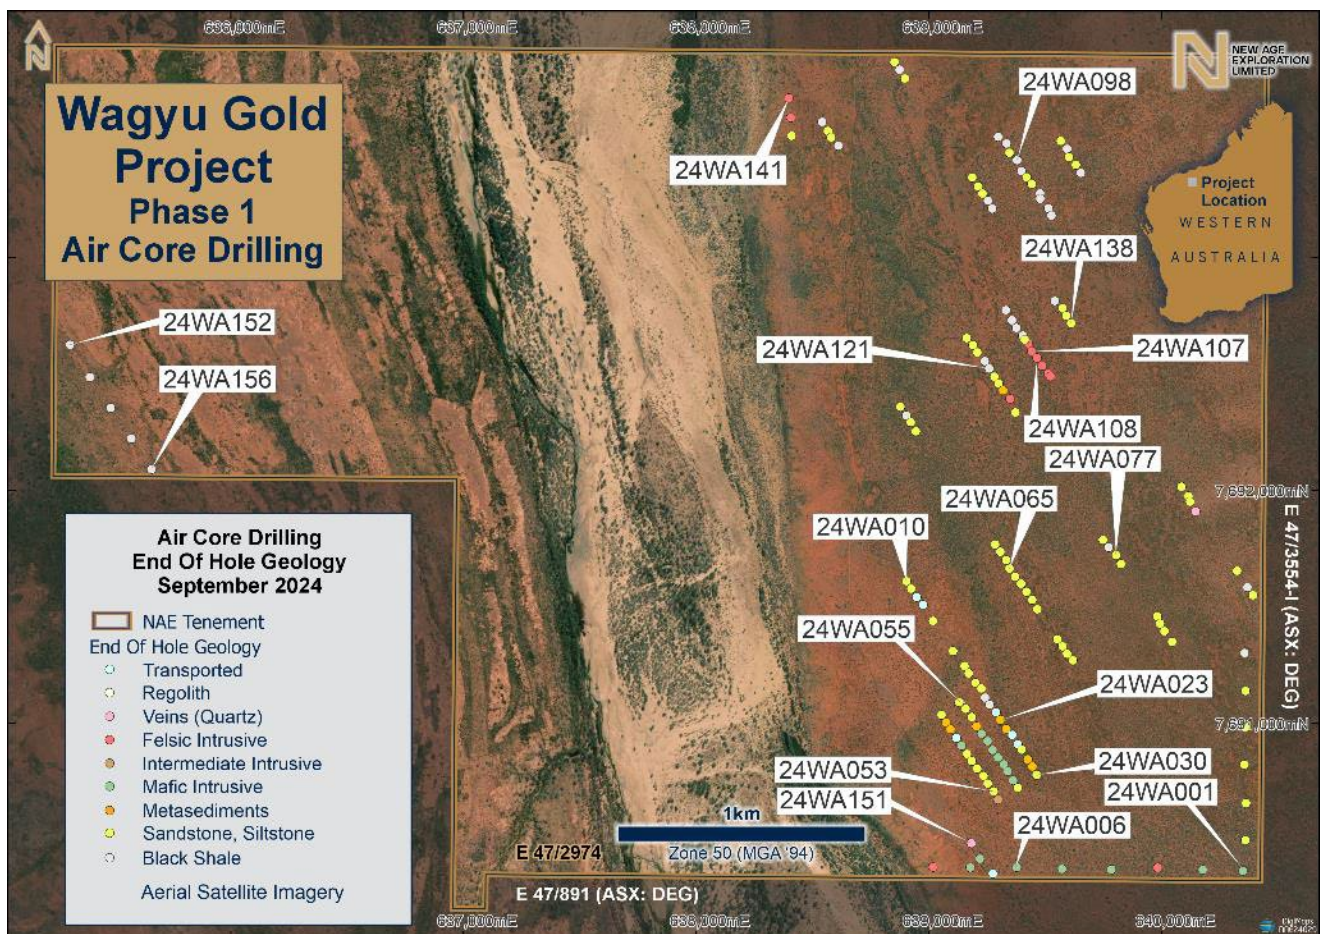 636,000mE
637,000mE
638,000mE
639,000mE
N
N
NEW AGE
EXPLORATION
LIMITED
Wagyu Gold
Project
Phase 1
Air Core Drilling
24WA098
24WA141
Project
Location
WESTERN
AUSTRALIA
24WA138
24WA152
24WA121
24WA107
24WA156
24WA108
24WA077
24WA065
7,692,000mN
24WA010
E 47/3554-I (ASX: DEG)
Air Core Drilling
End Of Hole Geology
September 2024
NAE Tenement
End Of Hole Geology
Transported
Regolith
Veins (Quartz)
Felsic Intrusive
Intermediate Intrusive
Mafic Intrusive
Metasediments
Sandstone, Siltstone
Black Shale
Aerial Satellite Imagery
24WA055
24WA023
7,691,000mN
24WA053
24WA030
24WA151
24WA001
24WA006
1km
Zone 50 (MGA '94)
E 47/2974
E 47/891 (ASX: DEG)
637,000mE
638,000mE
639,000mE
640,000mE
DigiMaps